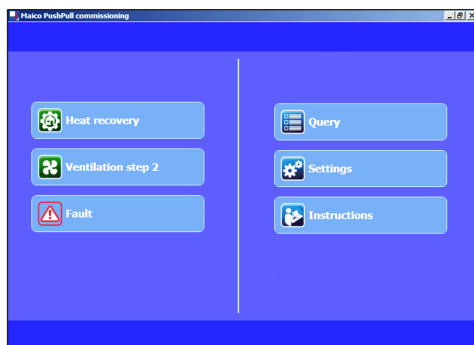 Maico PushPull commissioning
Heat recovery
Ventilation step 2
Fault
Query
Settings
Instructions